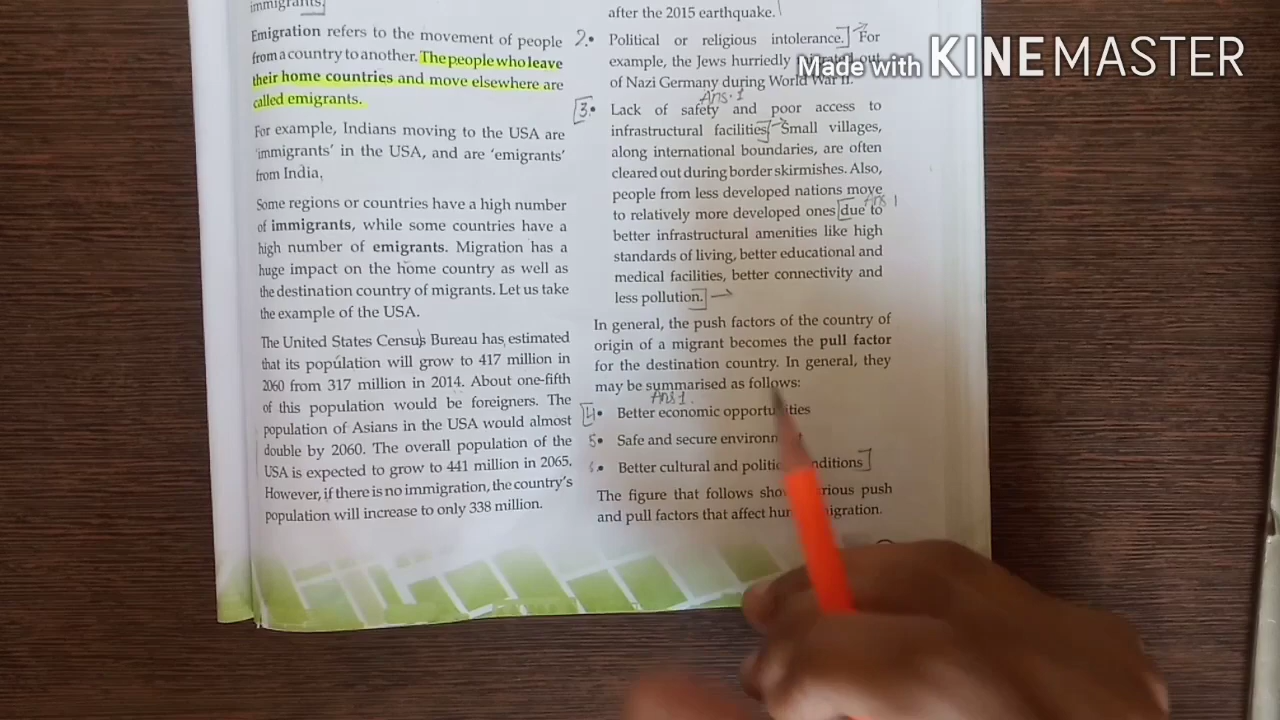 immigrants.
Emigration refers to the movement of people
from a country to another. The people who leave
their home countries and move elsewhere are
called emigrants.
For example, Indians moving to the USA are
'immigrants' in the USA, and are 'emigrants'
from India.
Some regions or countries have a high number
of immigrants, while some countries have a
high number of emigrants. Migration has a
huge impact on the home country as well as
the destination country of migrants. Let us take
the example of the USA.
The United States Census Bureau has estimated
that its population will grow to 417 million in
2060 from 317 million in 2014. About one-fifth
of this population would be foreigners. The
population of Asians in the USA would almost
double by 2060. The overall population of the
USA is expected to grow to 441 million in 2065.
However, if there is no immigration, the country's
population will increase to only 338 million.
after the 2015 earthquake.
2. • Political or religious intolerance.] → For
example, the Jews hurriedly out
of Nazi Germany during World War II.
Ans.1
[3. • Lack of safety and poor access to
infrastructural facilities] → Small villages,
along international boundaries, are often
cleared out during border skirmishes. Also,
people from less developed nations move
Ans 1
to relatively more developed ones [due to
better infrastructural amenities like high
standards of living, better educational and
medical facilities, better connectivity and
less pollution.] →
In general, the push factors of the country of
origin of a migrant becomes the pull factor
for the destination country. In general, they
may be summarised as follows:
Ans 1.
[4. • Better economic opportunities
5. • Safe and secure
• Better cultural and conditions]
The figure that follows push
and pull factors that affect migration.
Made with KINEMASTER